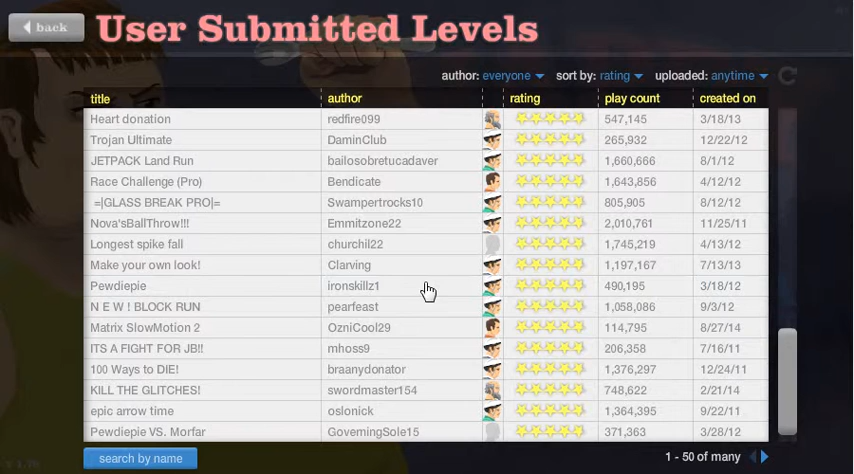 back
User Submitted Levels
author: everyone sort by: rating uploaded: anytime
title author rating play count created on
Heart donation redfire099 547,145 3/18/13
Trojan Ultimate DaminClub 265,932 12/22/12
JETPACK Land Run bailosobretucadaver 1,660,666 8/1/12
Race Challenge (Pro) Bendicate 1,643,856 4/12/12
=|GLASS BREAK PRO|= Swampertrocks10 805,905 8/12/12
Nova'sBallThrow!!! Emmitzone22 2,010,761 11/25/11
Longest spike fall churchil22 1,745,219 4/13/12
Make your own look! Clarving 1,197,167 7/13/13
Pewdiepie ironskillz1 490,195 3/18/12
N E W ! BLOCK RUN pearfeast 1,058,086 9/3/12
Matrix SlowMotion 2 OzniCool29 114,795 8/27/14
ITS A FIGHT FOR JB!! mhoss9 206,358 7/16/11
100 Ways to DIE! braanydonator 1,376,297 12/24/11
KILL THE GLITCHES! swordmaster154 748,622 2/21/14
epic arrow time oslonick 1,364,395 9/22/11
Pewdiepie VS. Morfar GoverningSole15 371,363 3/28/12
search by name 1 - 50 of many